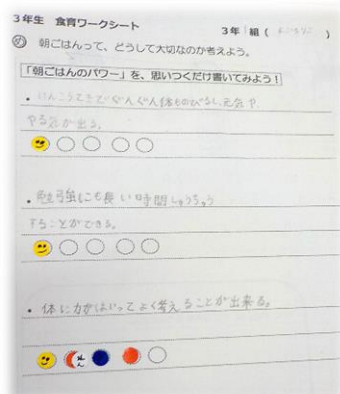 3年生 食育ワークシート
3年1組( )
め 朝ごはんって、どうして大切なのか考えよう。
「朝ごはんのパワー」を、思いつくだけ書いてみよう!
・けんこうてきでぐんぐん体ものびるし、元気や、
やる気が出る。
・勉強にも長い時間しゅうちゅう
することができる。
・体に力がはいってよく考えることが出来る。